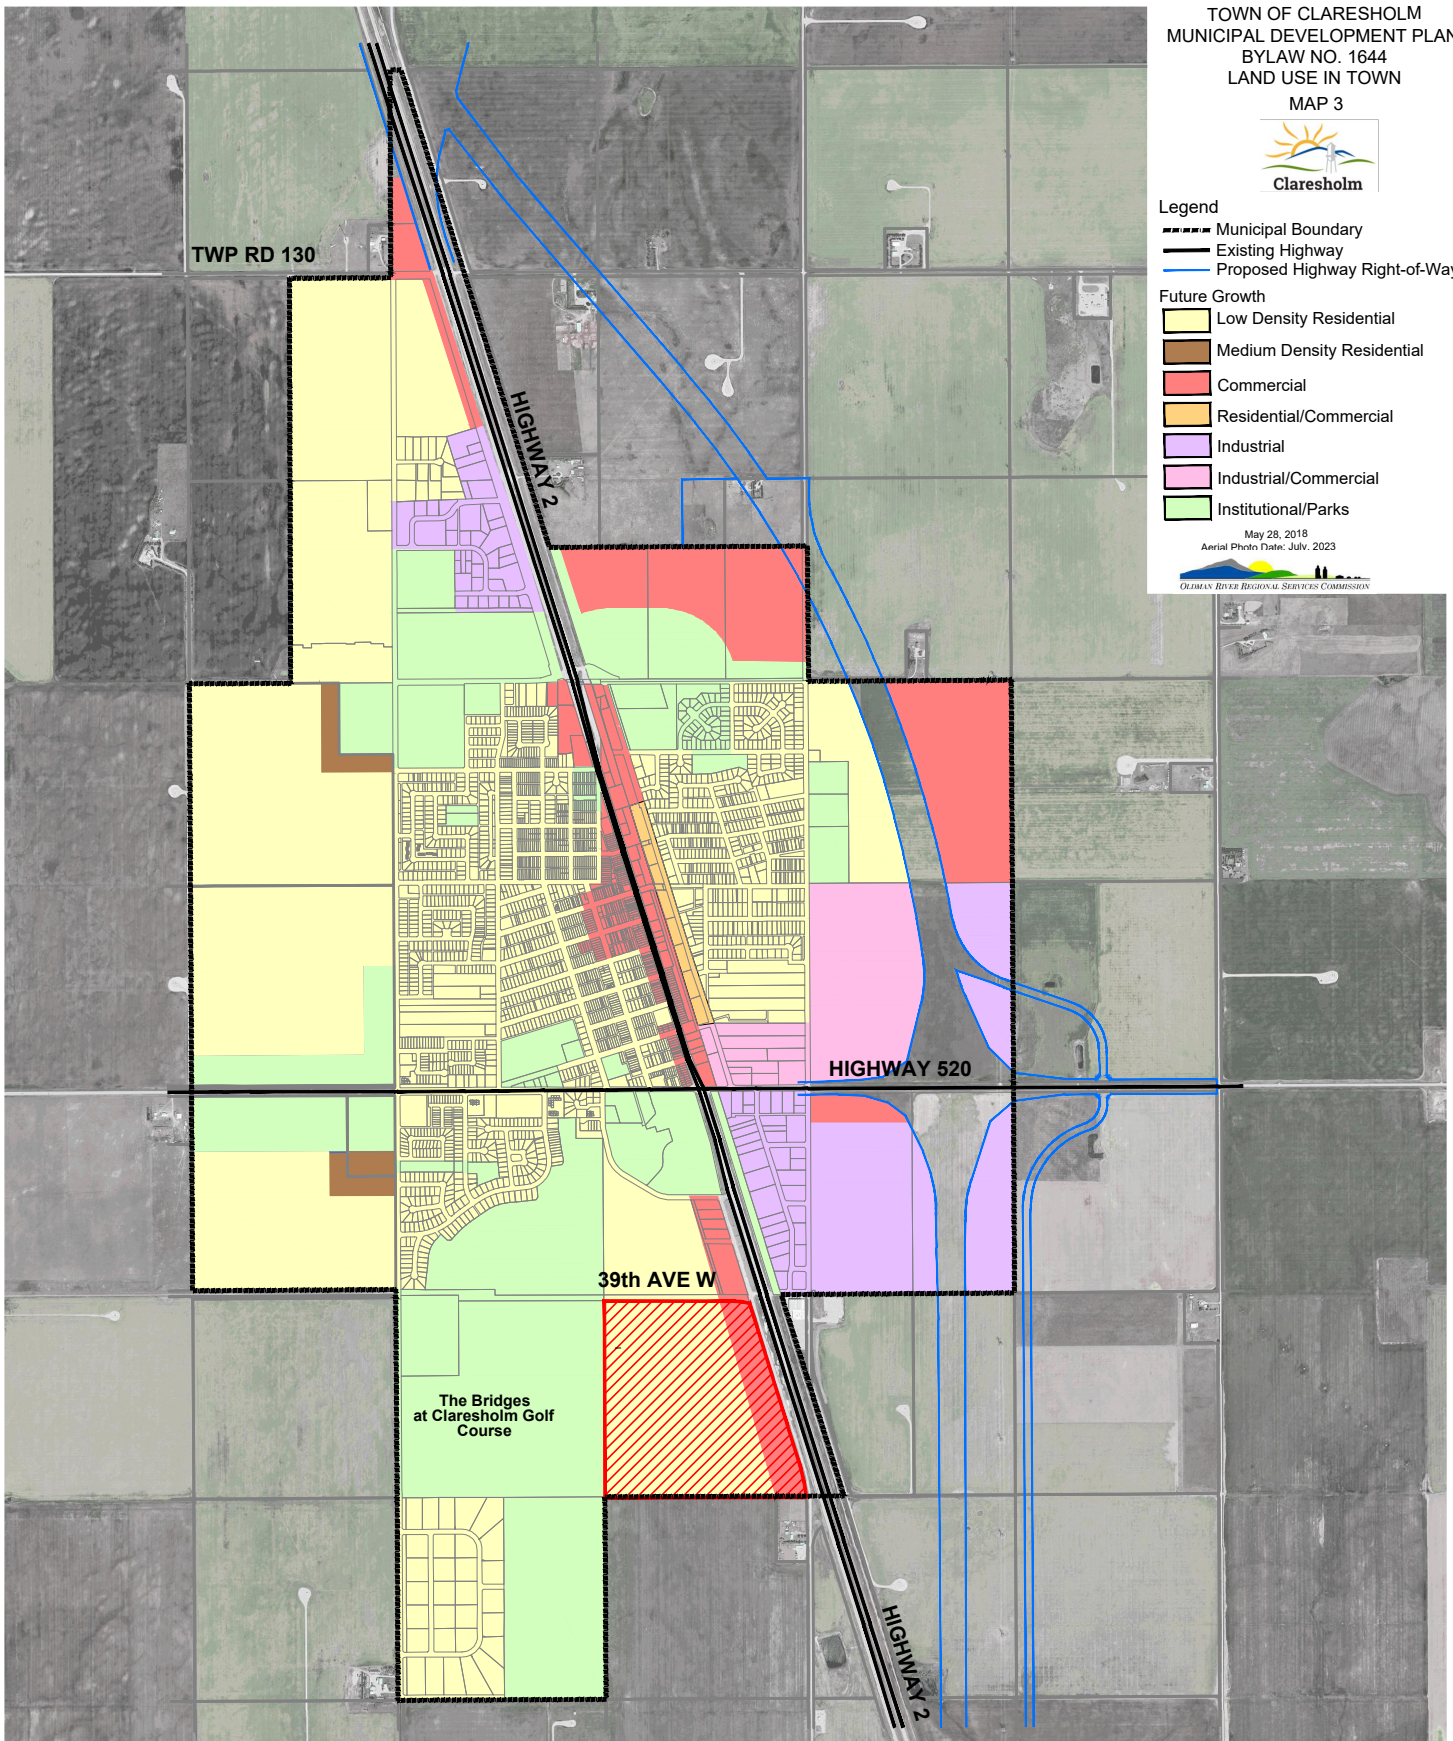 TOWN OF CLARESHOLM
MUNICIPAL DEVELOPMENT PLAN
BYLAW NO. 1644
LAND USE IN TOWN
MAP 3
Claresholm
Legend
Municipal Boundary
Existing Highway
Proposed Highway Right-of-Way
Future Growth
Low Density Residential
Medium Density Residential
Commercial
Residential/Commercial
Industrial
Industrial/Commercial
Institutional/Parks
May 28, 2018
Aerial Photo Date: July, 2023
OLDMAN RIVER REGIONAL SERVICES COMMISSION
TWP RD 130
HIGHWAY 2
HIGHWAY 520
39th AVE W
The Bridges
at Claresholm Golf
Course
HIGHWAY 2